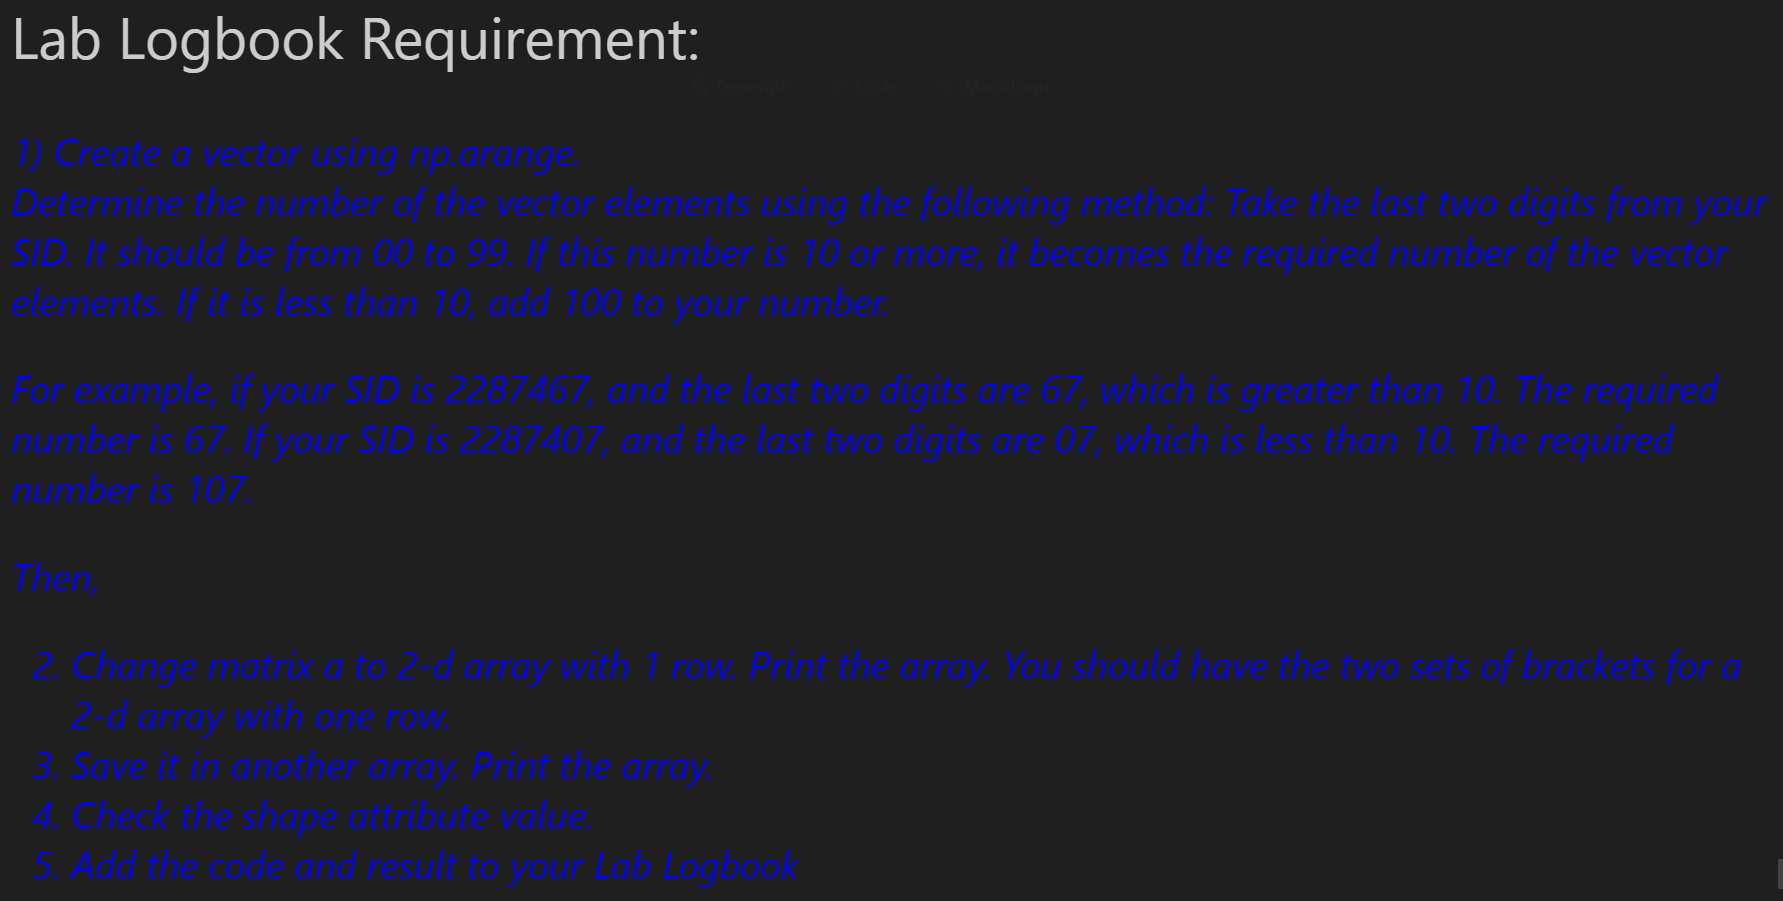 Lab Logbook Requirement:
Generate + Code + Markdown
1) Create a vector using np.arange.
Determine the number of the vector elements using the following method: Take the last two digits from your
SID. It should be from 00 to 99. If this number is 10 or more, it becomes the required number of the vector
elements. If it is less than 10, add 100 to your number.
For example, if your SID is 2287467, and the last two digits are 67, which is greater than 10. The required
number is 67. If your SID is 2287407, and the last two digits are 07, which is less than 10. The required
number is 107.
Then,
2. Change matrix a to 2-d array with 1 row. Print the array. You should have the two sets of brackets for a
2-d array with one row.
3. Save it in another array. Print the array.
4. Check the shape attribute value.
5. Add the code and result to your Lab Logbook